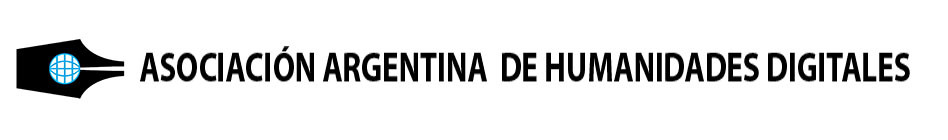 ASOCIACIÓN ARGENTINA DE HUMANIDADES DIGITALES